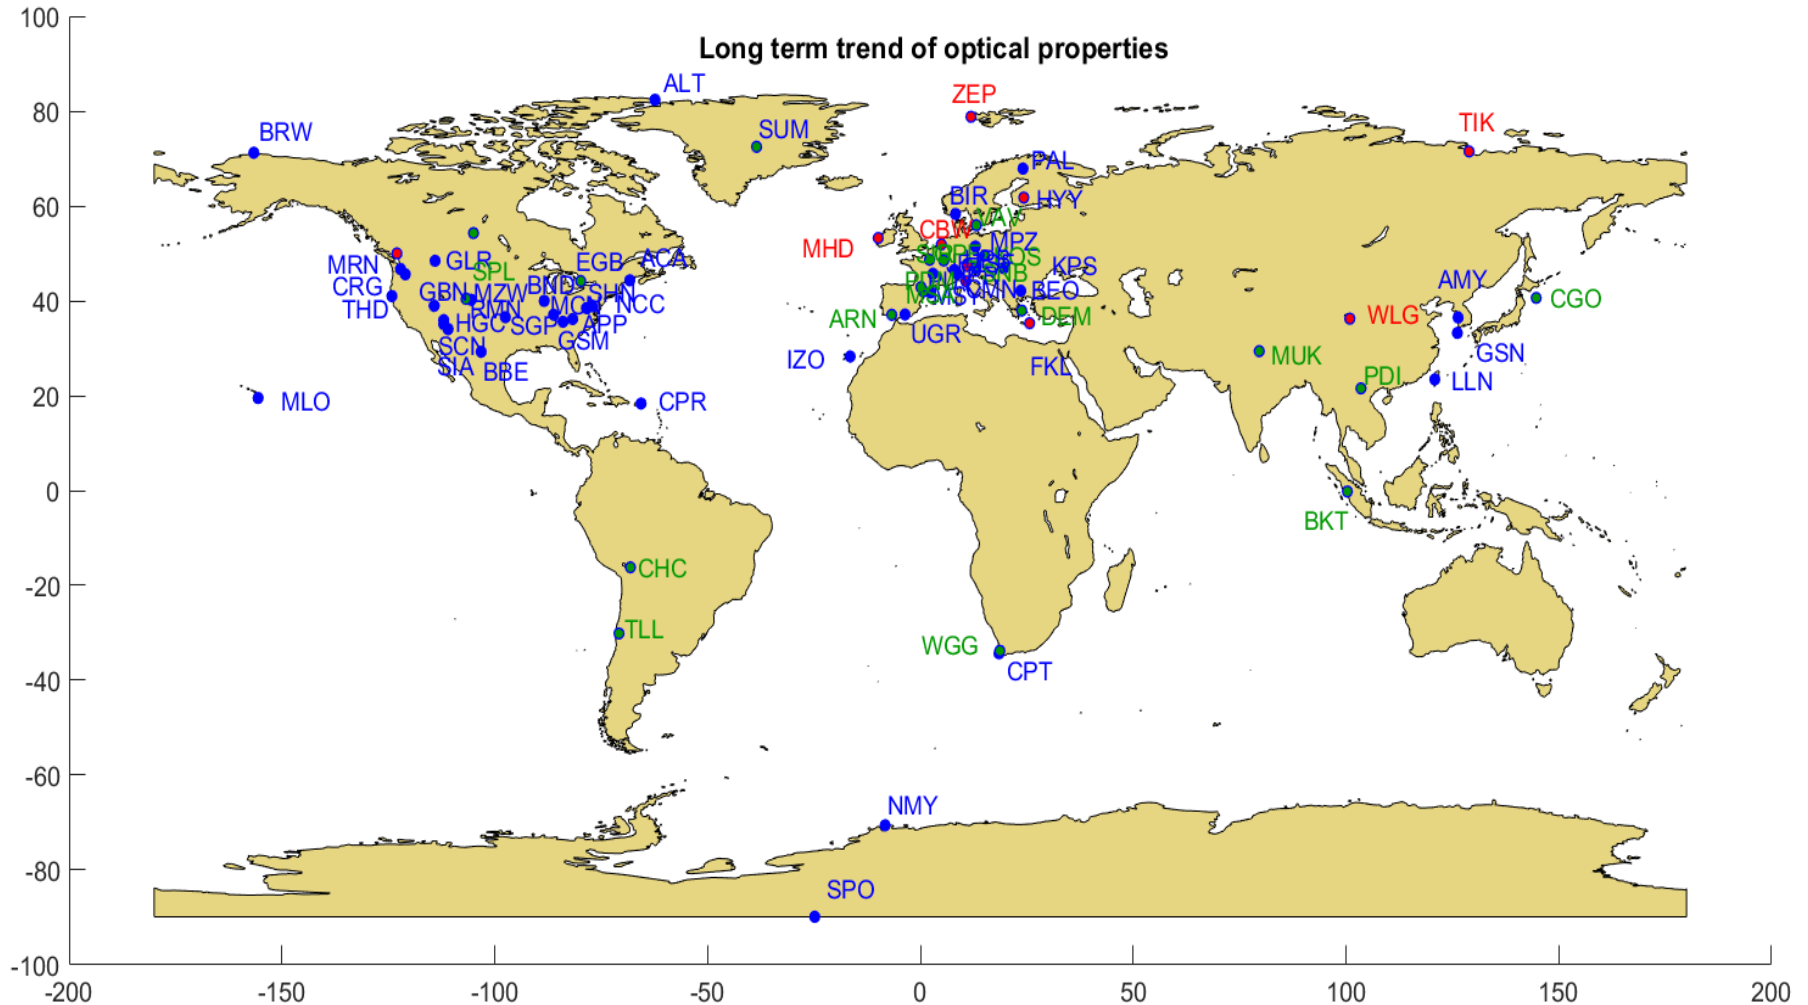 Long term trend of optical properties
100
80
60
40
20
0
-20
-40
-60
-80
-100
-200
-150
-100
-50
0
50
100
150
200
ALT
ZEP
BRW
SUM
TIK
PAL
BIR
HYY
VAV
CBW
MHD
MPZ
MRN
GLR
SPL
EGB
ACA
KPS
AMY
CRG
GBN
MZW
BND
SHN
NCC
CMN
BEO
CGO
THD
RMN
MCN
MSY
WLG
HGC
SGP
APP
ARN
DEM
UGR
SCN
GSM
GSN
SIA
BBE
IZO
FKL
MUK
PDI
LLN
MLO
CPR
BKT
CHC
TLL
WGG
CPT
NMY
SPO